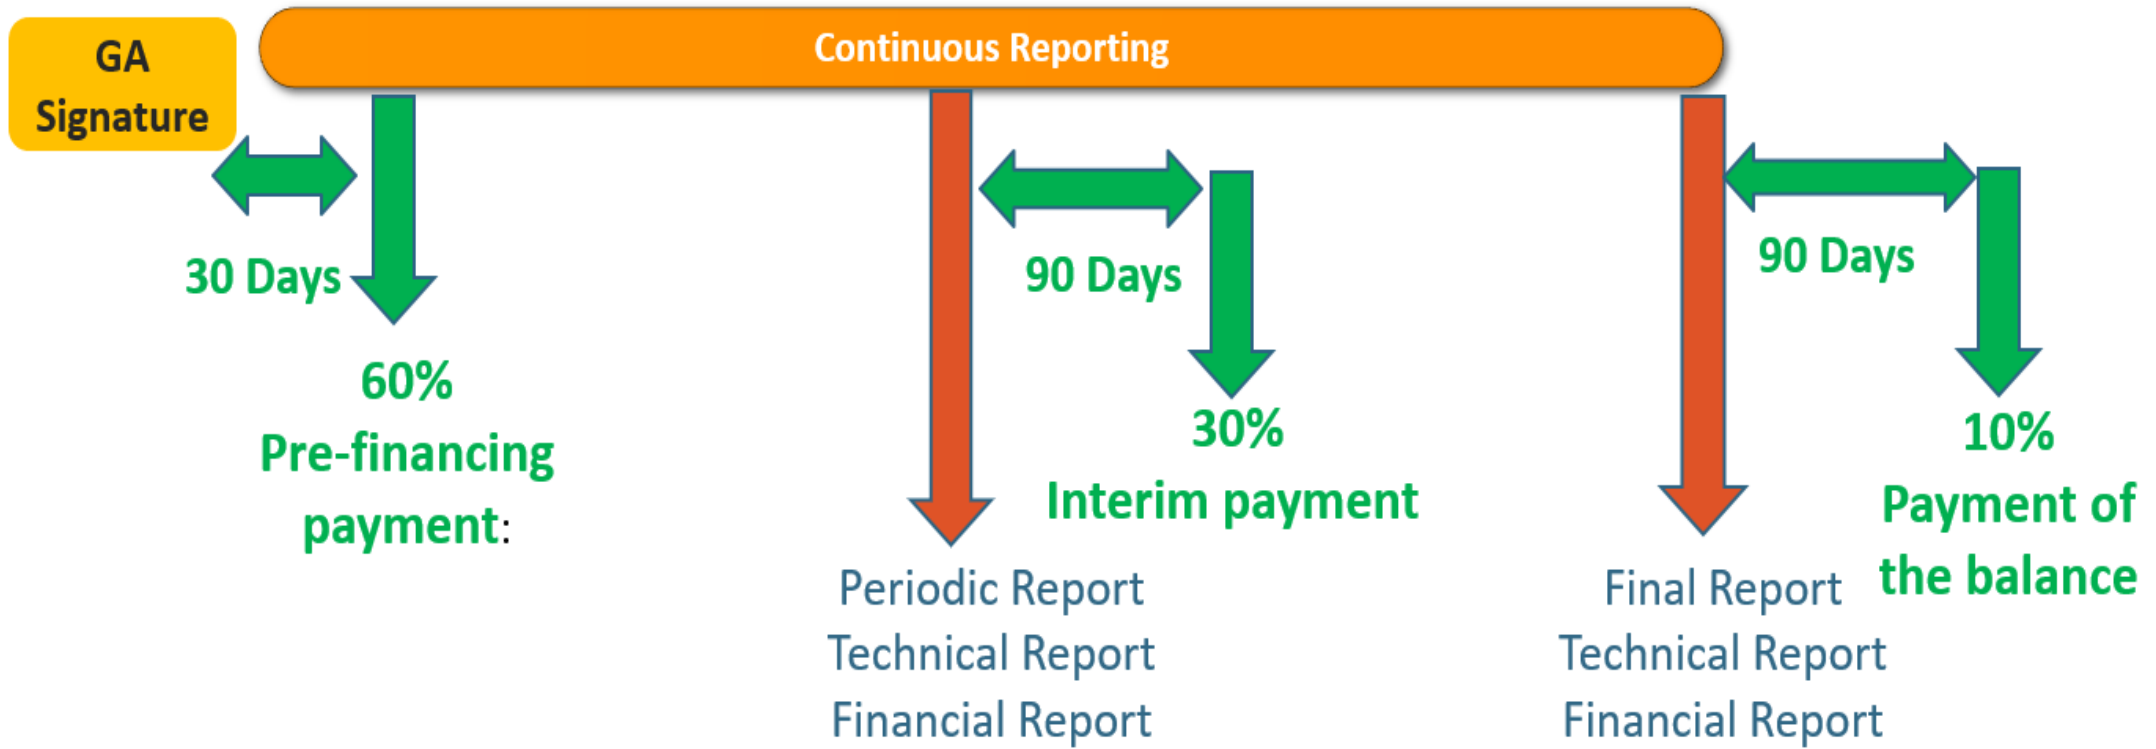 GA
Signature
Continuous Reporting
30 Days
60%
Pre-financing
payment:
90 Days
30%
Interim payment
Periodic Report
Technical Report
Financial Report
90 Days
10%
Payment of
the balance
Final Report
Technical Report
Financial Report